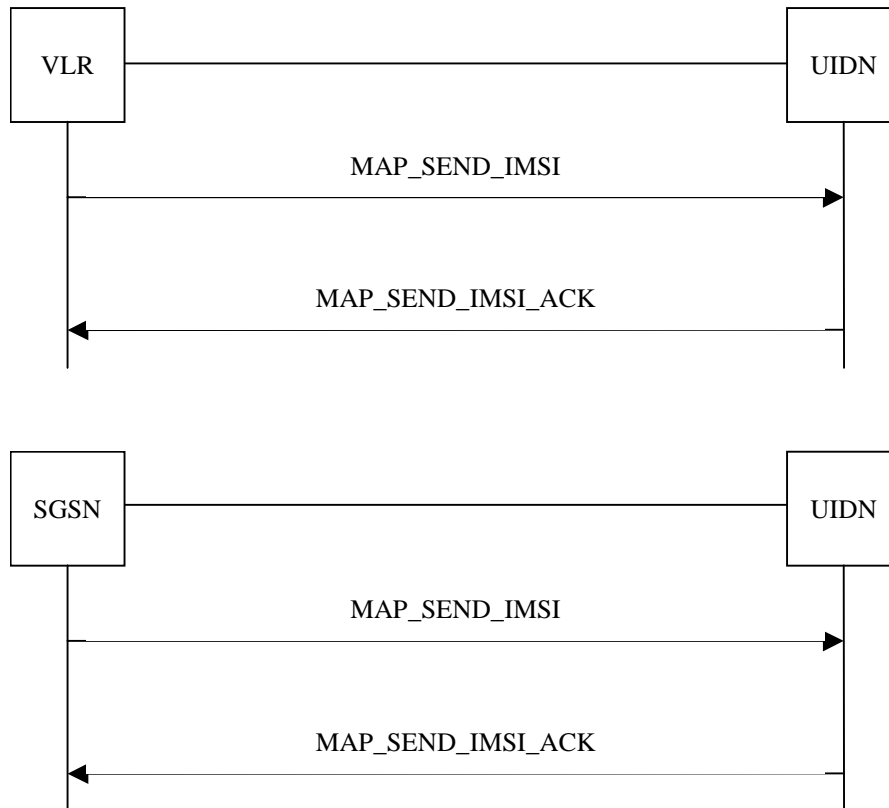 VLR
UIDN
MAP_SEND_IMSI
MAP_SEND_IMSI_ACK
SGSN
UIDN
MAP_SEND_IMSI
MAP_SEND_IMSI_ACK